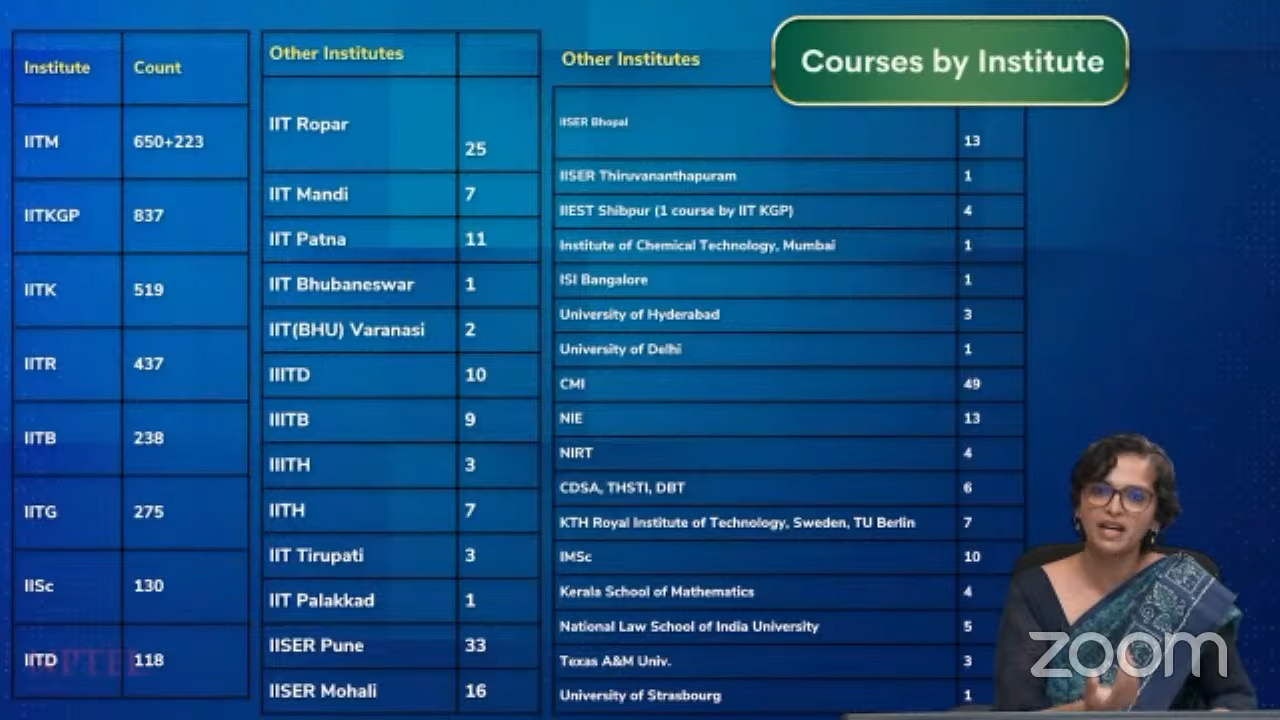 Courses by Institute
Institute Count
IITM 650+223
IITKGP 837
IITK 519
IITR 437
IITB 238
IITG 275
IISc 130
IITD 118
NPTEL
Other Institutes
IIT Ropar 25
IIT Mandi 7
IIT Patna 11
IIT Bhubaneswar 1
IIT(BHU) Varanasi 2
IIITD 10
IIITB 9
IIITH 3
IITH 7
IIT Tirupati 3
IIT Palakkad 1
IISER Pune 33
IISER Mohali 16
Other Institutes
IISER Bhopal 13
IISER Thiruvananthapuram 1
IIEST Shibpur (1 course by IIT KGP) 4
Institute of Chemical Technology, Mumbai 1
ISI Bangalore 1
University of Hyderabad 3
University of Delhi 1
CMI 49
NIE 13
NIRT 4
CDSA, THSTI, DBT 6
KTH Royal Institute of Technology, Sweden, TU Berlin 7
IMSc 10
Kerala School of Mathematics 4
National Law School of India University 5
Texas A&M Univ. 3
University of Strasbourg 1
zoom